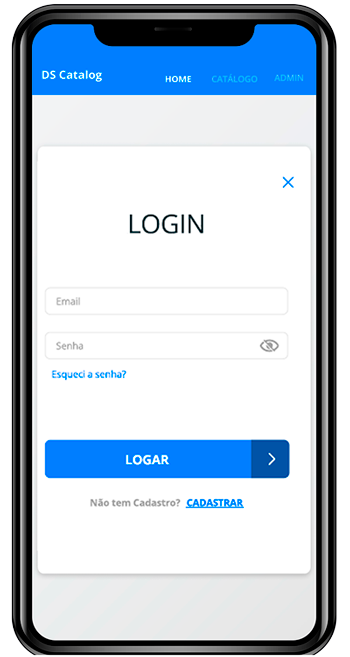 DS Catalog
HOME CATÁLOGO ADMIN
LOGIN
Email
Senha
Esqueci a senha?
LOGAR
Não tem Cadastro? CADASTRAR